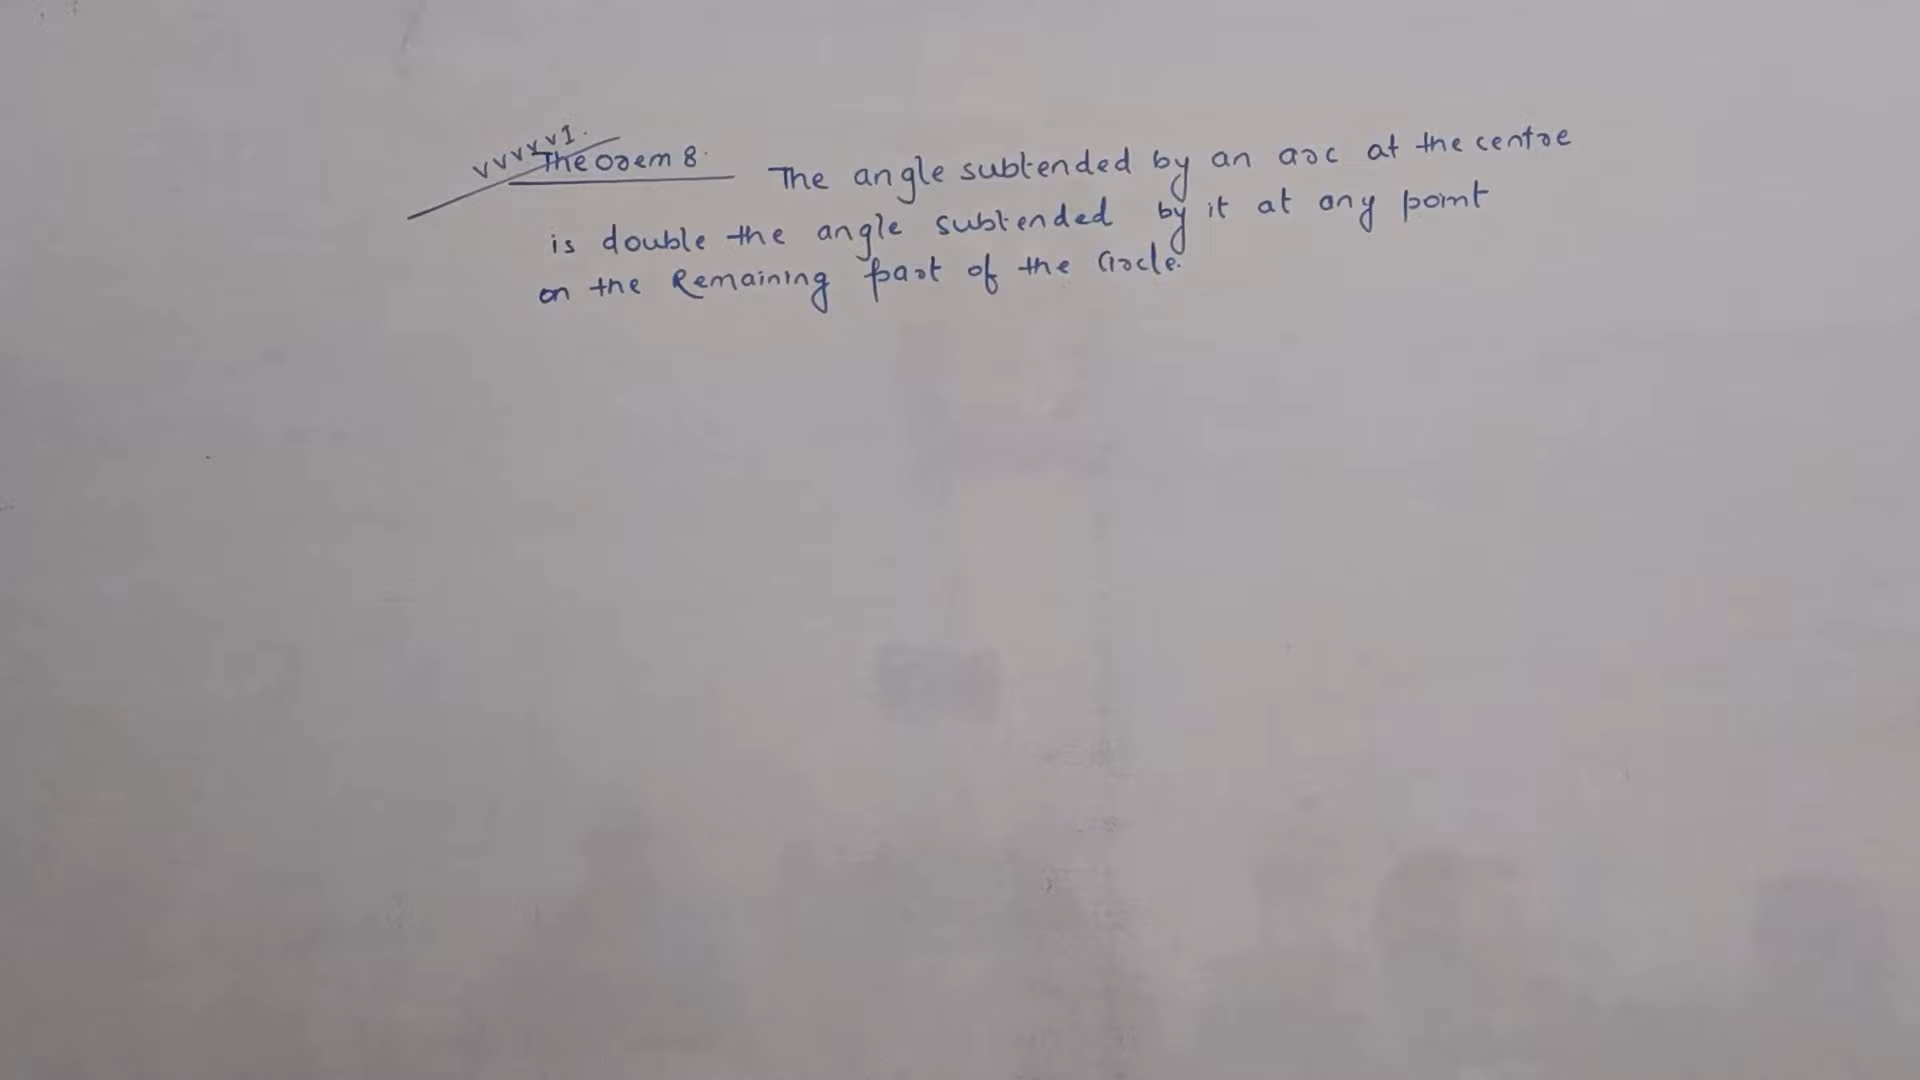 VVVVVI.
Theorem 8. The angle subtended by an arc at the centre
is double the angle subtended by it at any point
on the Remaining part of the Circle.